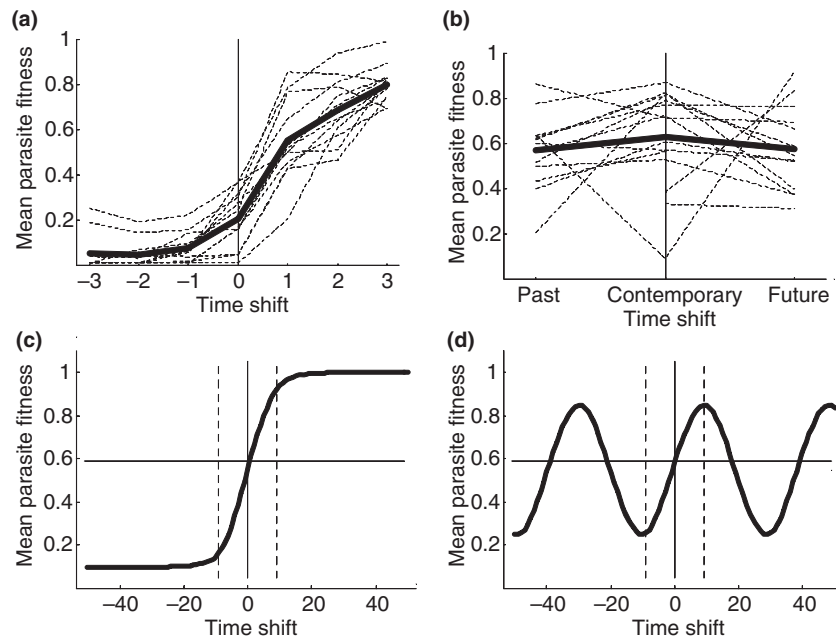 (a)
Mean parasite fitness
1
0.8
0.6
0.4
0.2
−3 −2 −1 0 1 2 3
Time shift
(b)
Mean parasite fitness
1
0.8
0.6
0.4
0.2
Past Contemporary Future
Time shift
(c)
Mean parasite fitness
1
0.8
0.6
0.4
0.2
−40 −20 0 20 40
Time shift
(d)
Mean parasite fitness
1
0.8
0.6
0.4
0.2
−40 −20 0 20 40
Time shift